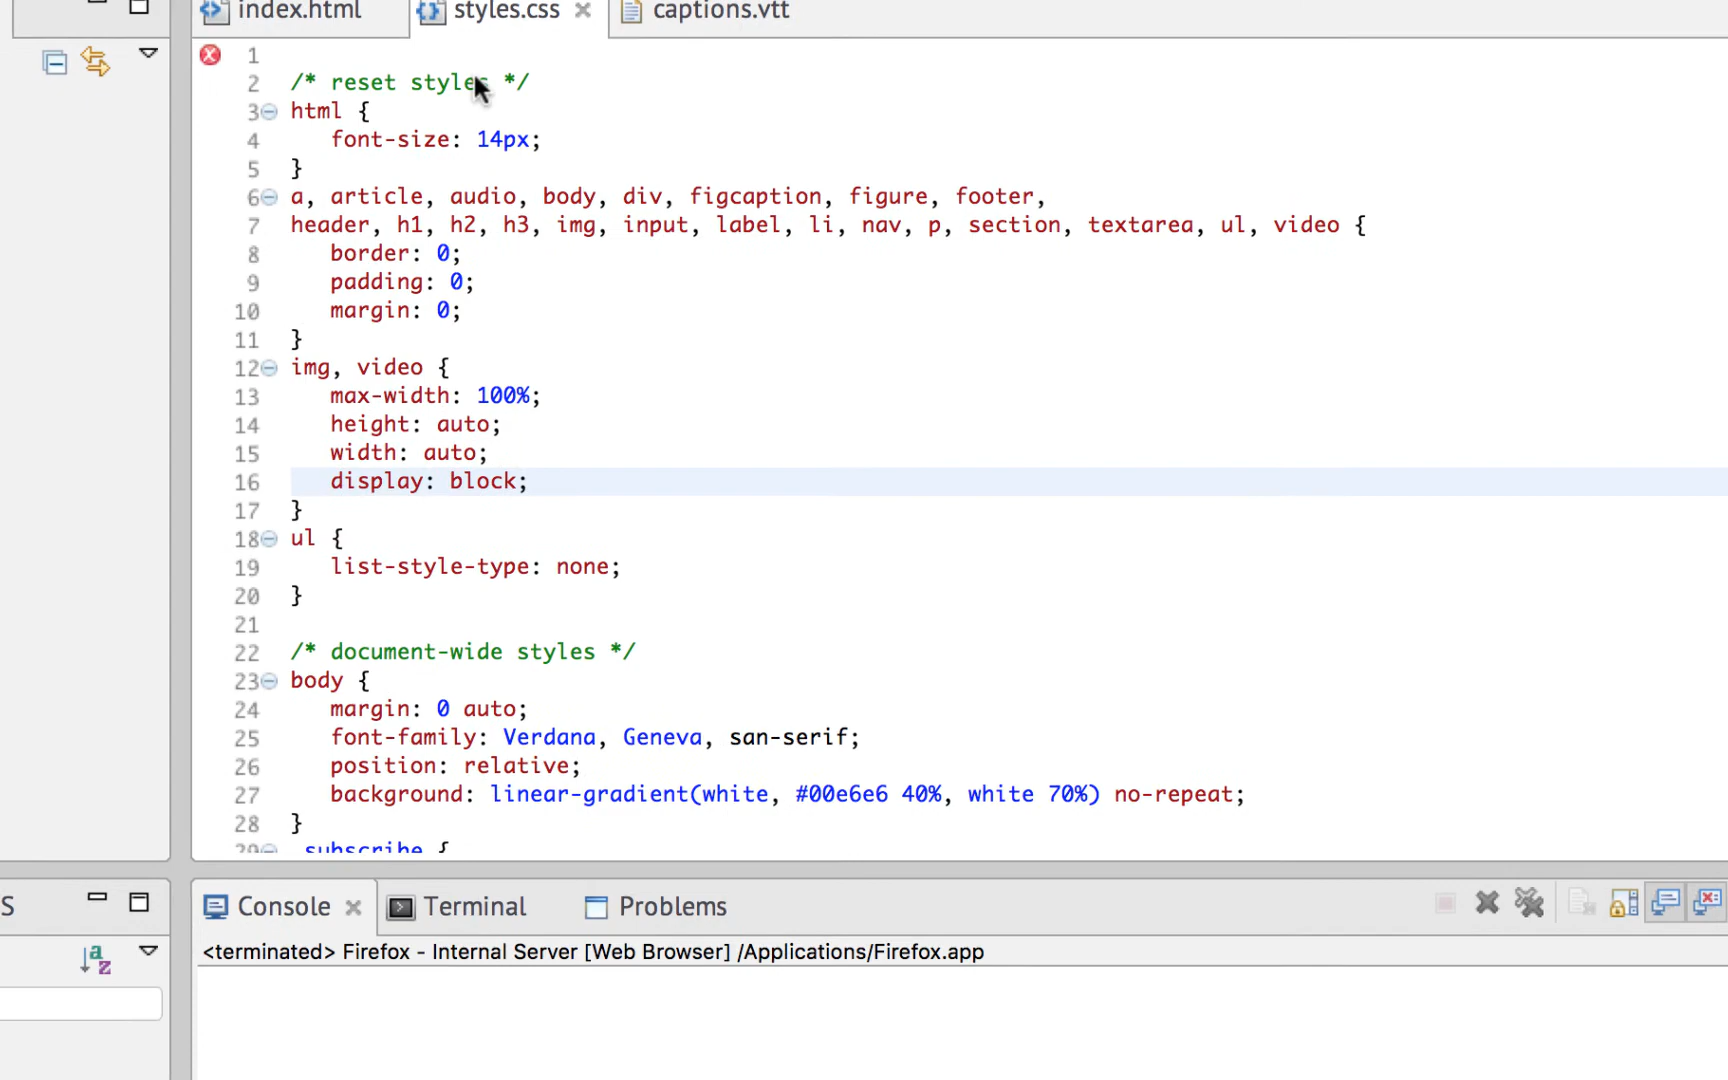 index.html styles.css captions.vtt
1
2 /* reset styles */
3 html {
4 font-size: 14px;
5 }
6 a, article, audio, body, div, figcaption, figure, footer,
7 header, h1, h2, h3, img, input, label, li, nav, p, section, textarea, ul, video {
8 border: 0;
9 padding: 0;
10 margin: 0;
11 }
12 img, video {
13 max-width: 100%;
14 height: auto;
15 width: auto;
16 display: block;
17 }
18 ul {
19 list-style-type: none;
20 }
21
22 /* document-wide styles */
23 body {
24 margin: 0 auto;
25 font-family: Verdana, Geneva, san-serif;
26 position: relative;
27 background: linear-gradient(white, #00e6e6 40%, white 70%) no-repeat;
28 }
29 .subscribe {
S Console Terminal Problems
<terminated> Firefox - Internal Server [Web Browser] /Applications/Firefox.app